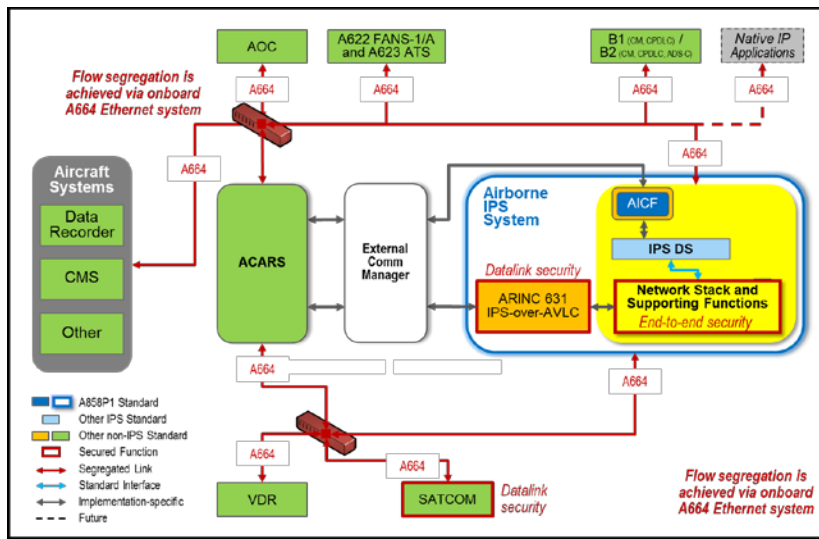 AOC
A622 FANS-1/A
and A623 ATS
B1 (CM, CPDLC) /
B2 (CM, CPDLC, ADS-C)
Native IP
Applications
Flow segregation is
achieved via onboard
A664 Ethernet system
A664
A664
A664
A664
A664
A664
Aircraft
Systems
Data
Recorder
CMS
Other
ACARS
External
Comm
Manager
Airborne
IPS
System
AICF
IPS DS
Datalink security
ARINC 631
IPS-over-AVLC
Network Stack and
Supporting Functions
End-to-end security
A664
A664
A858P1 Standard
Other IPS Standard
Other non-IPS Standard
Secured Function
Segregated Link
Standard Interface
Implementation-specific
Future
A664
A664
VDR
SATCOM
Datalink
security
Flow segregation is
achieved via onboard
A664 Ethernet system